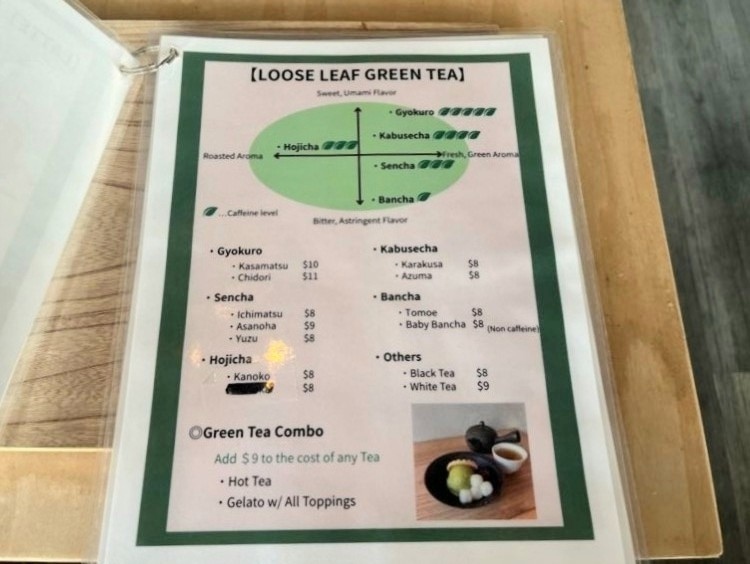 【LOOSE LEAF GREEN TEA】
Sweet, Umami Flavor
・Gyokuro
・Kabusecha
・Hojicha
Roasted Aroma
Fresh, Green Aroma
・Sencha
・Bancha
...Caffeine level
Bitter, Astringent Flavor
・Gyokuro
・Kasamatsu $10
・Chidori $11
・Sencha
・Ichimatsu $8
・Asanoha $9
・Yuzu $8
・Hojicha
・Kanoko $8
$8
・Kabusecha
・Karakusa $8
・Azuma $8
・Bancha
・Tomoe $8
・Baby Bancha $8 (Non caffeine)
・Others
・Black Tea $8
・White Tea $9
◎Green Tea Combo
Add $9 to the cost of any Tea
・Hot Tea
・Gelato w/ All Toppings